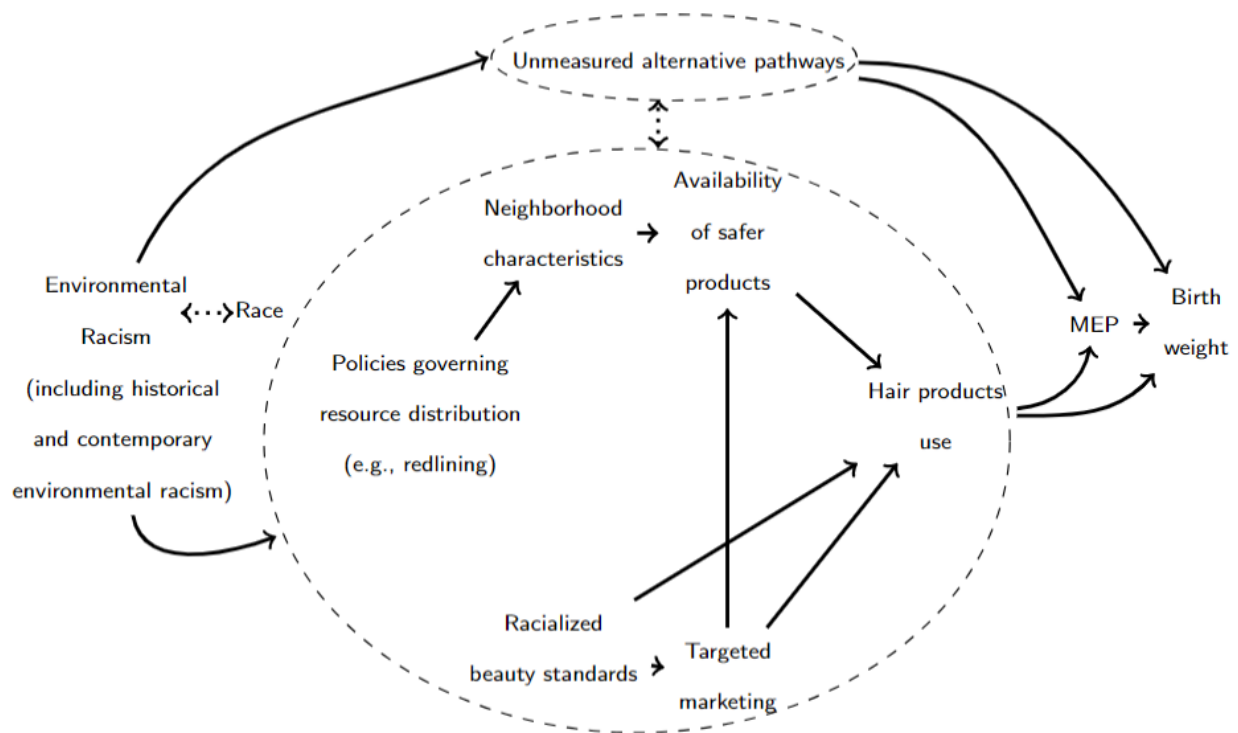 Unmeasured alternative pathways
Availability
of safer
products
Neighborhood
characteristics
Environmental
Racism
(including historical
and contemporary
environmental racism)
Race
Policies governing
resource distribution
(e.g., redlining)
Hair products
use
MEP
Birth
weight
Racialized
beauty standards
Targeted
marketing